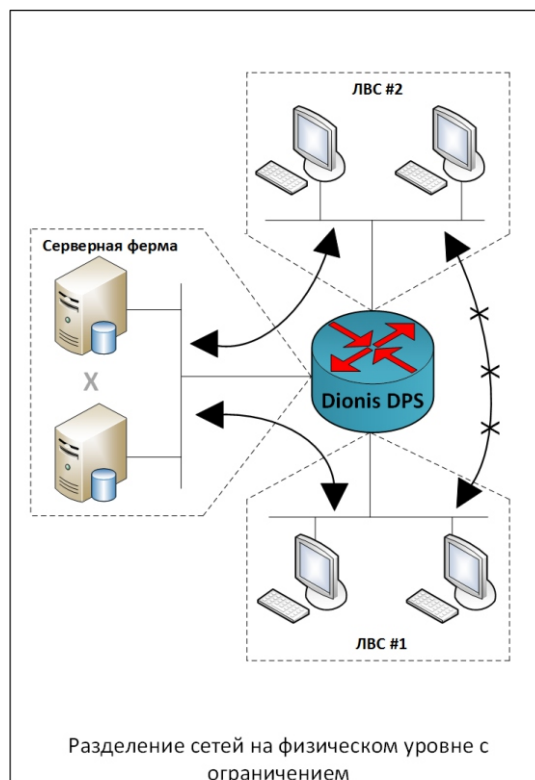 ЛВС #2
Серверная ферма
X
Dionis DPS
ЛВС #1
Разделение сетей на физическом уровне с
ограничением